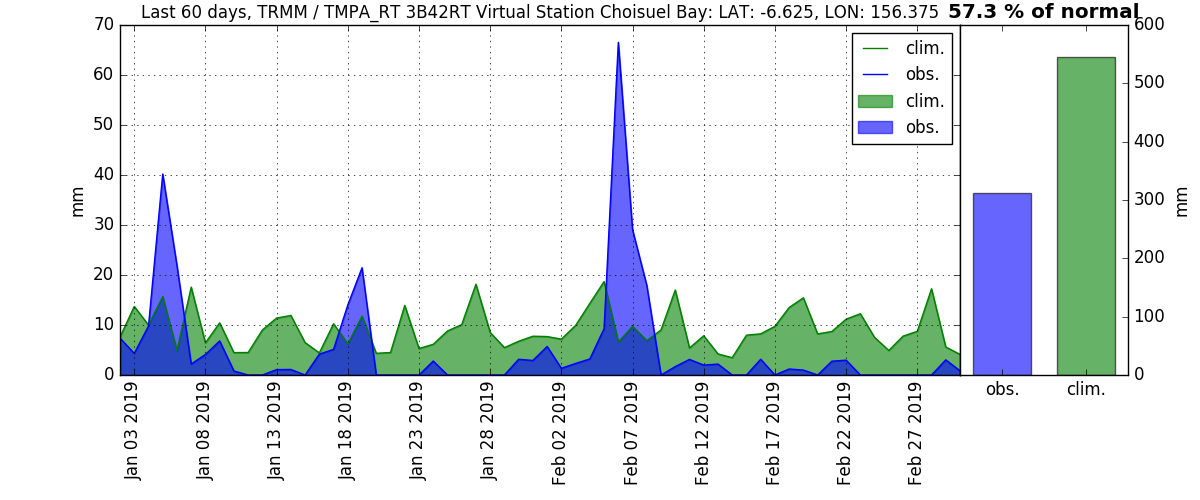 Last 60 days, TRMM / TMPA_RT 3B42RT Virtual Station Choisuel Bay: LAT: -6.625, LON: 156.375
57.3 % of normal
70
60
50
40
30
20
10
0
mm
clim.
obs.
clim.
obs.
Jan 03 2019
Jan 08 2019
Jan 13 2019
Jan 18 2019
Jan 23 2019
Jan 28 2019
Feb 02 2019
Feb 07 2019
Feb 12 2019
Feb 17 2019
Feb 22 2019
Feb 27 2019
600
500
400
300
200
100
0
mm
obs.
clim.